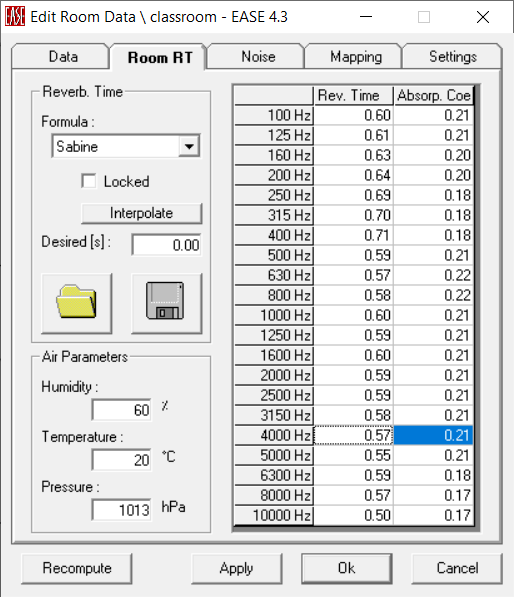 EASE Edit Room Data \ classroom - EASE 4.3
Data Room RT Noise Mapping Settings
Reverb. Time
Formula :
Sabine
Locked
Interpolate
Desired [s] : 0.00
Air Parameters
Humidity :
60 %
Temperature :
20 °C
Pressure :
1013 hPa
Rev. Time Absorp. Coe
100 Hz 0.60 0.21
125 Hz 0.61 0.21
160 Hz 0.63 0.20
200 Hz 0.64 0.20
250 Hz 0.69 0.18
315 Hz 0.70 0.18
400 Hz 0.71 0.18
500 Hz 0.59 0.21
630 Hz 0.57 0.22
800 Hz 0.58 0.22
1000 Hz 0.60 0.21
1250 Hz 0.59 0.21
1600 Hz 0.60 0.21
2000 Hz 0.59 0.21
2500 Hz 0.59 0.21
3150 Hz 0.58 0.21
4000 Hz 0.57 0.21
5000 Hz 0.55 0.21
6300 Hz 0.59 0.18
8000 Hz 0.57 0.17
10000 Hz 0.50 0.17
Recompute Apply Ok Cancel